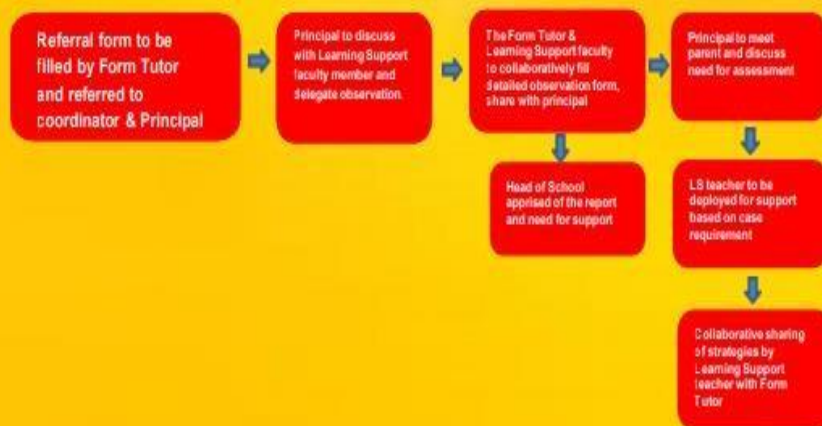 Referral form to be
filled by Form Tutor
and referred to
coordinator & Principal
Principal to discuss
with Learning Support
faculty member and
delegate observation.
The Form Tutor &
Learning Support faculty
to collaboratively fill
detailed observation form,
share with principal
Principal to meet
parent and discuss
need for assessment
Head of School
apprised of the report
and need for support
LS teacher to be
deployed for support
based on case
requirement
Collaborative sharing
of strategies by
Learning Support
teacher with Form
Tutor